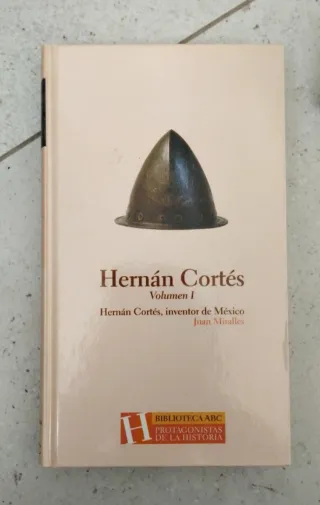 Hernán Cortés
Volumen I
Hernán Cortés, inventor de México
Juan Miralles
H
BIBLIOTECA ABC
PROTAGONISTAS
DE LA HISTORIA